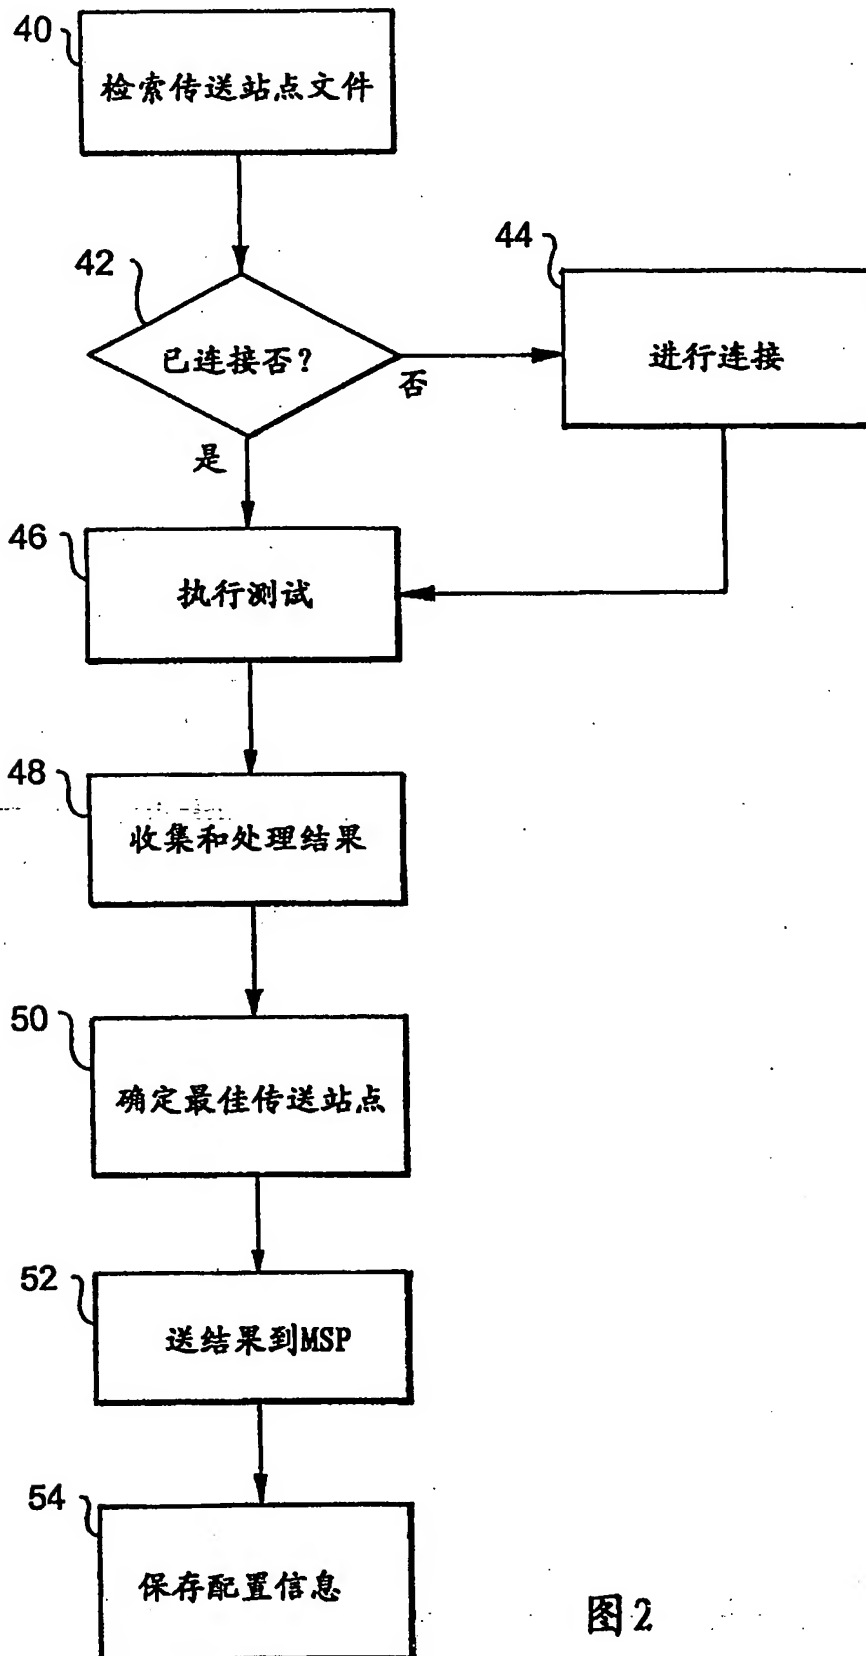 40
检索传送站点文件
42
已连接否？
否
44
进行连接
是
46
执行测试
48
收集和处理结果
50
确定最佳传送站点
52
送结果到MSP
54
保存配置信息
图2